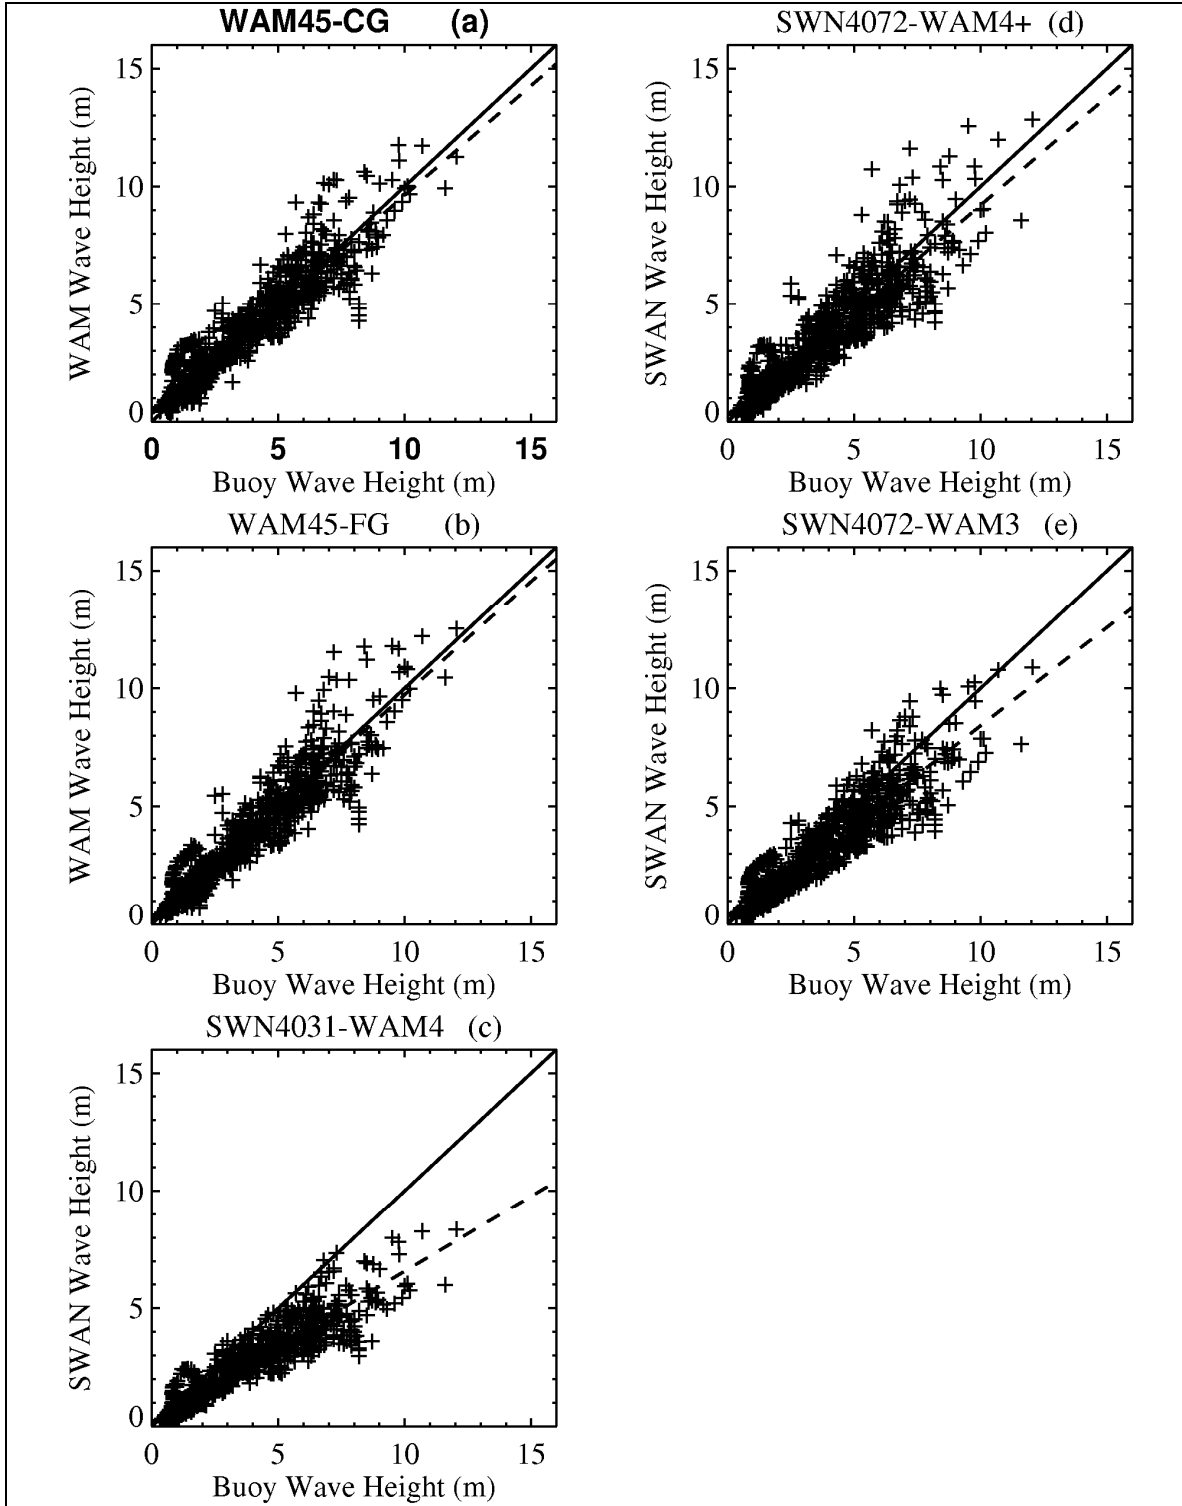 WAM45-CG (a)
WAM Wave Height (m)
15
10
5
0
0 5 10 15
Buoy Wave Height (m)
SWN4072-WAM4+ (d)
SWAN Wave Height (m)
15
10
5
0
0 5 10 15
Buoy Wave Height (m)
WAM45-FG (b)
WAM Wave Height (m)
15
10
5
0
0 5 10 15
Buoy Wave Height (m)
SWN4072-WAM3 (e)
SWAN Wave Height (m)
15
10
5
0
0 5 10 15
Buoy Wave Height (m)
SWN4031-WAM4 (c)
SWAN Wave Height (m)
15
10
5
0
0 5 10 15
Buoy Wave Height (m)